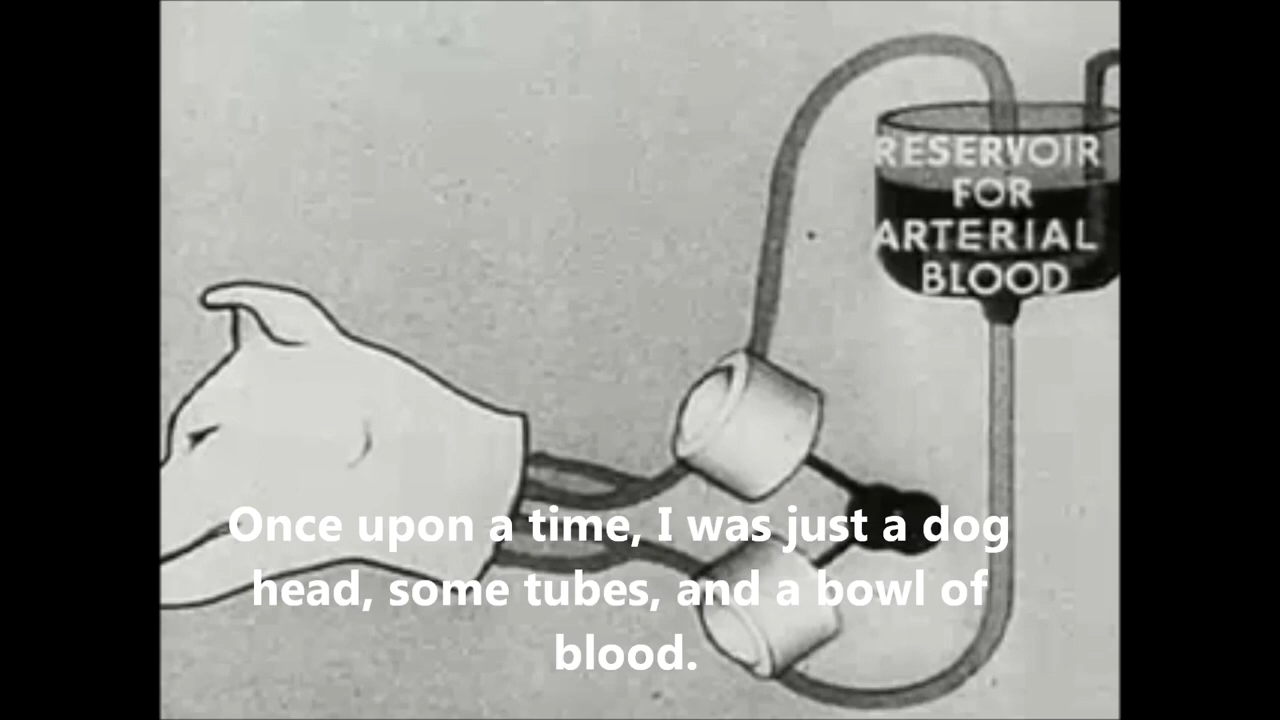 RESERVOIR
FOR
ARTERIAL
BLOOD
Once upon a time, I was just a dog
head, some tubes, and a bowl of
blood.